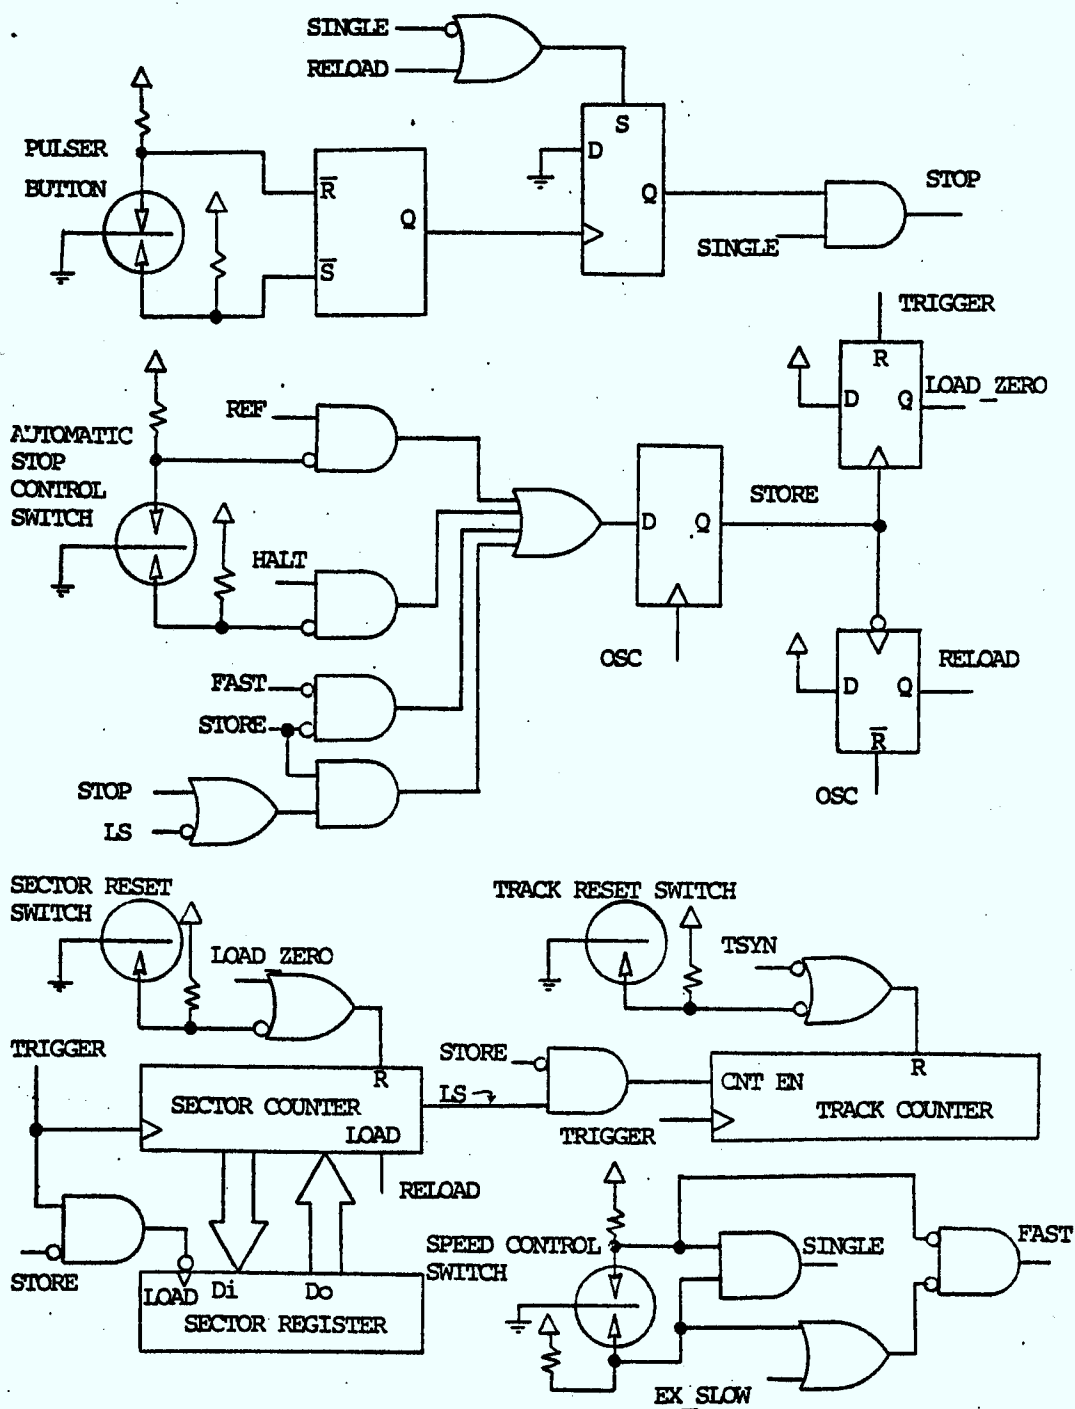 SINGLE
RELOAD
PULSER
BUTTON
R
S
Q
S
D
Q
SINGLE
STOP
TRIGGER
R
D
Q
LOAD_ZERO
AUTOMATIC
STOP
CONTROL
SWITCH
REF
HALT
FAST
STORE
STOP
LS
D
Q
STORE
OSC
D
Q
RELOAD
R
OSC
SECTOR RESET
SWITCH
LOAD_ZERO
TRIGGER
R
SECTOR COUNTER
LOAD
RELOAD
STORE
LOAD
Di
Do
SECTOR REGISTER
TRACK RESET SWITCH
TSYN
STORE
LS
TRIGGER
R
CNT EN
TRACK COUNTER
SPEED CONTROL
SWITCH
SINGLE
FAST
EX_SLOW